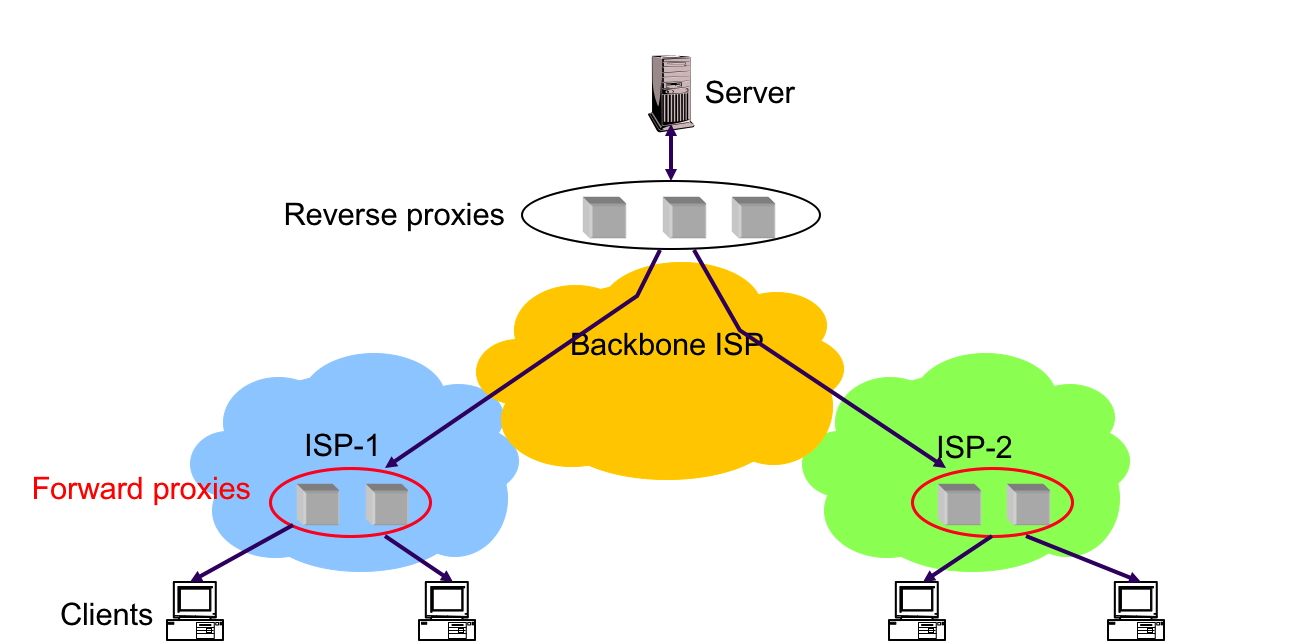 Server
Reverse proxies
Backbone ISP
ISP-1
ISP-2
Forward proxies
Clients